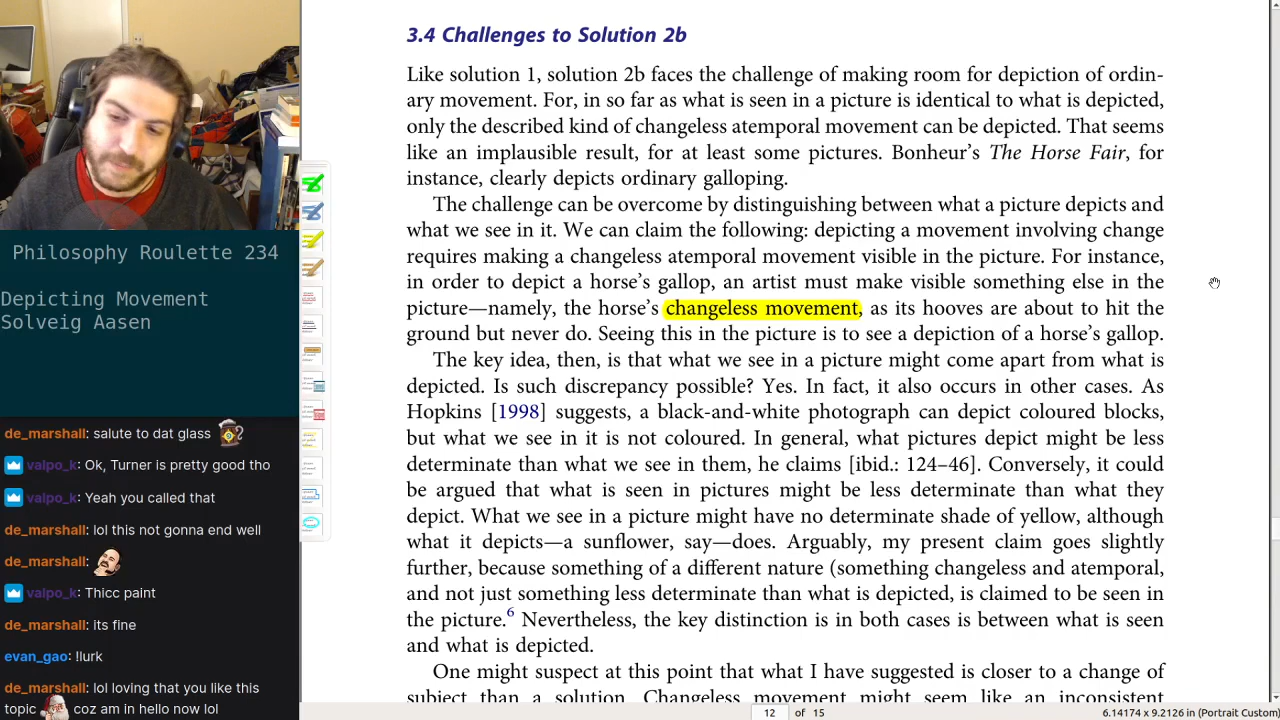 3.4 Challenges to Solution 2b
Like solution 1, solution 2b faces the challenge of making room for depiction of ordin-
ary movement. For, in so far as what is seen in a picture is identical to what is depicted,
only the described kind of changeless atemporal movement can be depicted. That seems
like an implausible result, for at least some pictures. Bonheur's The Horse Fair, for
instance, clearly depicts ordinary galloping.
The challenge can be overcome by distinguishing between what a picture depicts and
what we see in it. We can claim the following: depicting a movement involving change
requires making a changeless atemporal movement visible in the picture. For instance,
in order to depict a horse's gallop, an artist must make visible something else in the
picture—namely, a horse's changeless movement, as it hooves are about to hit the
ground but never do. Seeing this in the picture, we see a depiction of a horse's gallop.
The key idea here is that what we see in a picture might come apart from what is
depicted. Is such a disparity possible? Yes. In fact, it also occurs in other cases. As
Hopkins [1998] suggests, a black-and-white photograph can depict coloured blocks,
but what we see in it is not coloured. In general, what pictures depict might be less
determinate than what we see in them, he claims [ibid.: 124–46]. Conversely, it could
be argued that what is seen in pictures might be less determinate than what they
depict. What we see in a picture might have no determinate shade of yellow, although
what it depicts—a sunflower, say—does. Arguably, my present claim goes slightly
further, because something of a different nature (something changeless and atemporal,
and not just something less determinate than what is depicted, is claimed to be seen in
the picture.6 Nevertheless, the key distinction is in both cases is between what is seen
and what is depicted.
One might suspect at this point that what I have suggested is closer to a change of
subject than a solution. Changeless movement might seem like an inconsistent
12 of 15
6.14174 x 9.2126 in (Portrait Custom)
Philosophy Roulette 234
Depicting Movement
Solveig Aasen
de_marshall: salute to dat glass
valpo_k: Ok, Turner is pretty good tho
valpo_k: Yeah you called that
de_marshall: lol this not gonna end well
de_marshall:
valpo_k: Thicc paint
de_marshall: its fine
evan_gao: !lurk
de_marshall: lol loving that you like this
topic coz am in hello now lol